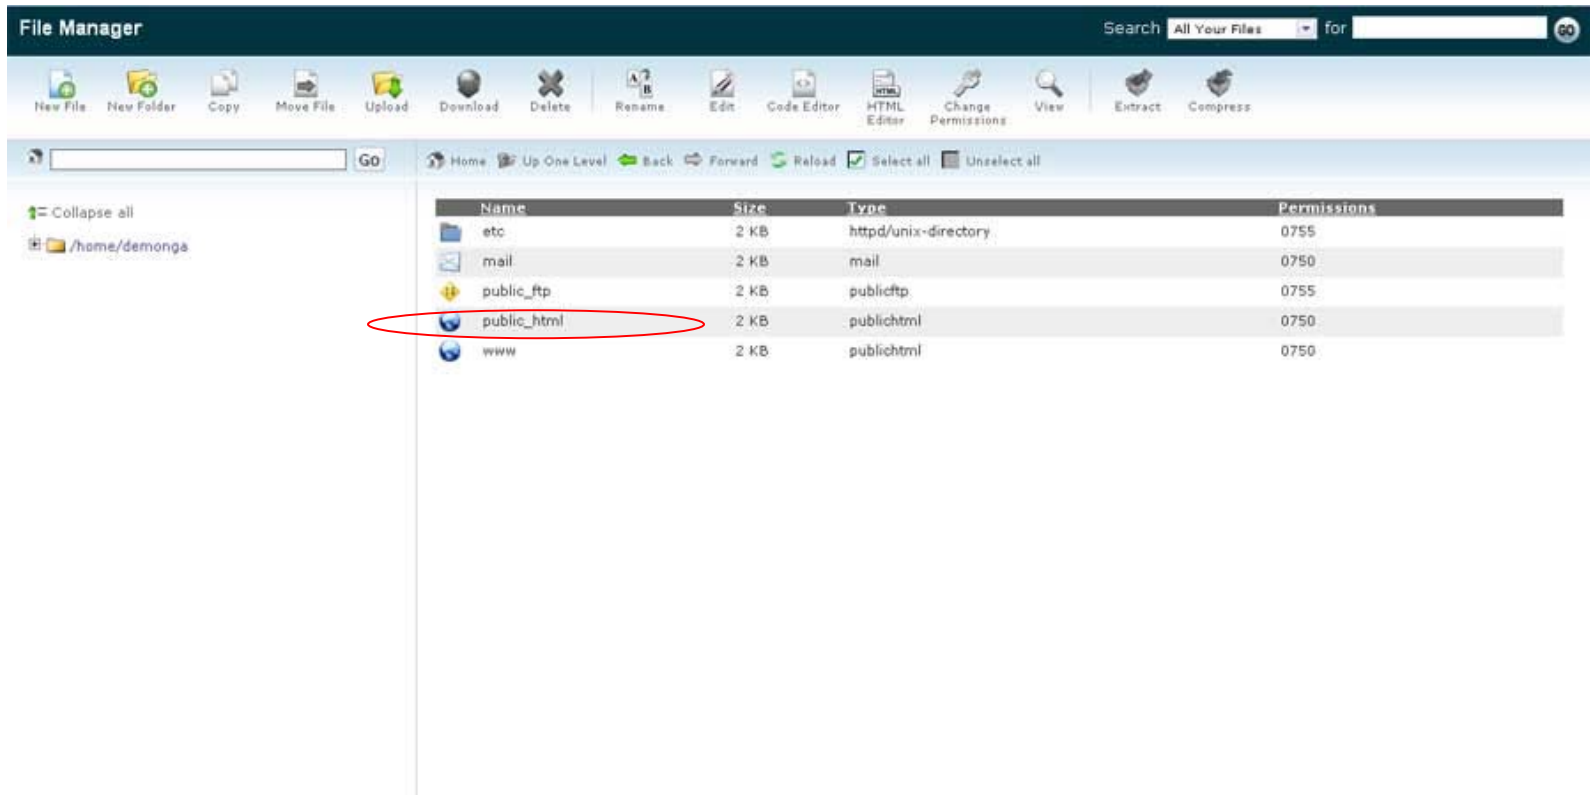 File Manager Search All Your Files for GO
New File New Folder Copy Move File Upload Download Delete Rename Edit Code Editor HTML Editor Change Permissions View Extract Compress
GO Home Up One Level Back Forward Reload Select all Unselect all
Collapse all
/home/demonga
Name Size Type Permissions
etc 2 KB httpd/unix-directory 0755
mail 2 KB mail 0750
public_ftp 2 KB publicftp 0755
public_html 2 KB publichtml 0750
www 2 KB publichtml 0750